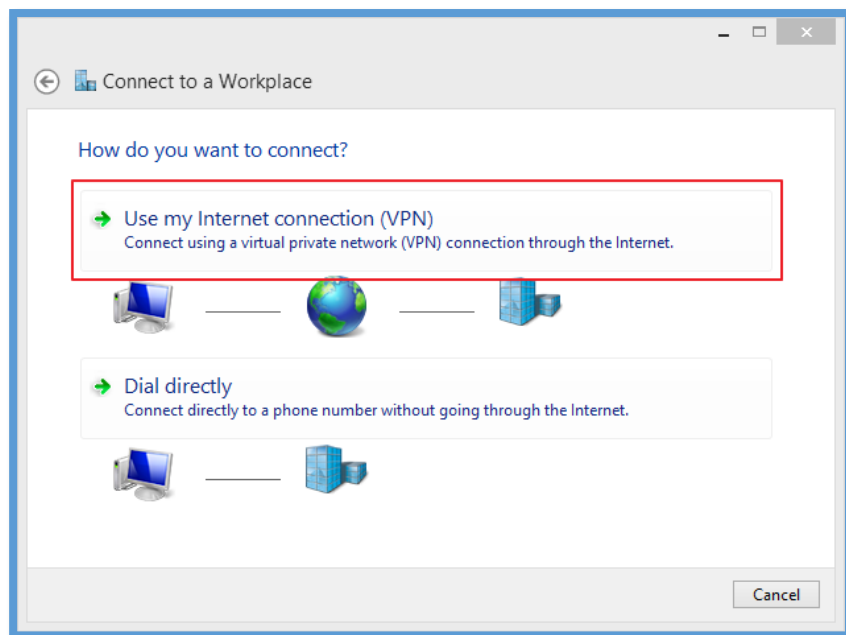 Connect to a Workplace
How do you want to connect?
Use my Internet connection (VPN)
Connect using a virtual private network (VPN) connection through the Internet.
Dial directly
Connect directly to a phone number without going through the Internet.
Cancel